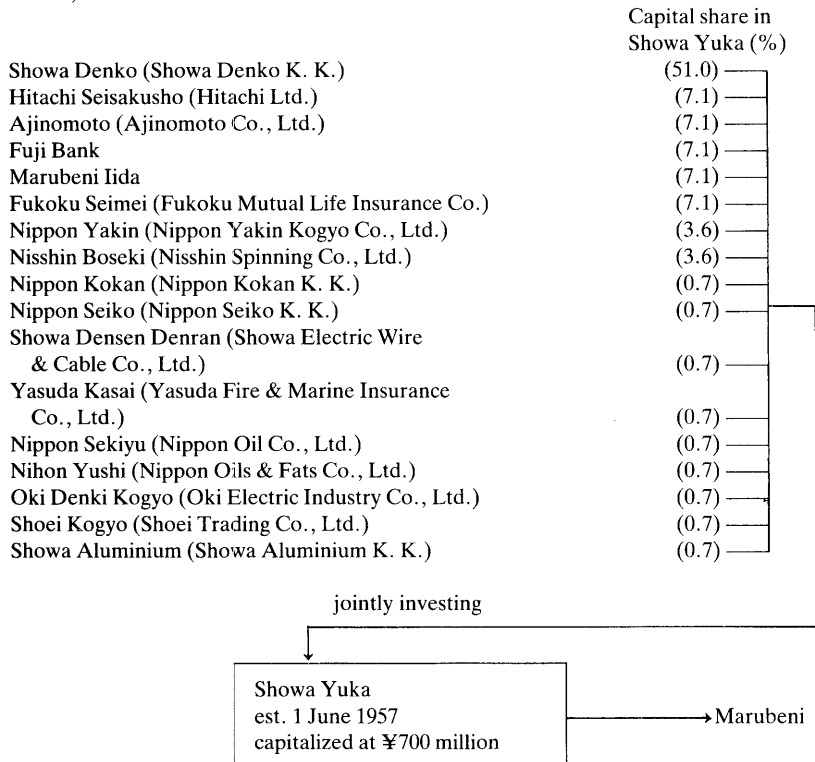 Capital share in
Showa Yuka (%)
Showa Denko (Showa Denko K. K.) (51.0)
Hitachi Seisakusho (Hitachi Ltd.) (7.1)
Ajinomoto (Ajinomoto Co., Ltd.) (7.1)
Fuji Bank (7.1)
Marubeni Iida (7.1)
Fukoku Seimei (Fukoku Mutual Life Insurance Co.) (7.1)
Nippon Yakin (Nippon Yakin Kogyo Co., Ltd.) (3.6)
Nisshin Boseki (Nisshin Spinning Co., Ltd.) (3.6)
Nippon Kokan (Nippon Kokan K. K.) (0.7)
Nippon Seiko (Nippon Seiko K. K.) (0.7)
Showa Densen Denran (Showa Electric Wire
& Cable Co., Ltd.) (0.7)
Yasuda Kasai (Yasuda Fire & Marine Insurance
Co., Ltd.) (0.7)
Nippon Sekiyu (Nippon Oil Co., Ltd.) (0.7)
Nihon Yushi (Nippon Oils & Fats Co., Ltd.) (0.7)
Oki Denki Kogyo (Oki Electric Industry Co., Ltd.) (0.7)
Shoei Kogyo (Shoei Trading Co., Ltd.) (0.7)
Showa Aluminium (Showa Aluminium K. K.) (0.7)
jointly investing
Showa Yuka
est. 1 June 1957
capitalized at ¥700 million
Marubeni